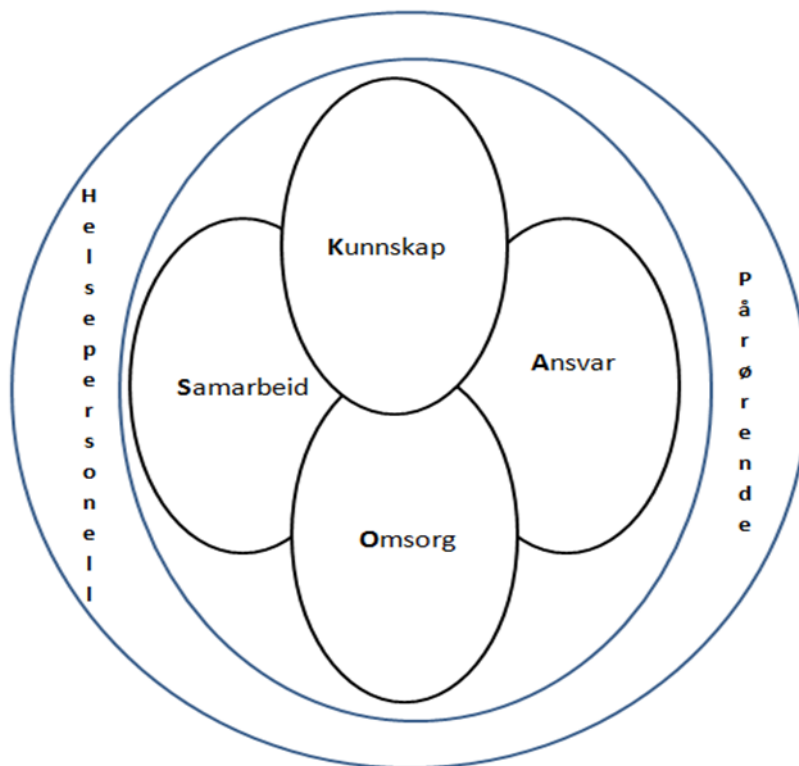 Helsepersonell
Kunnskap
Samarbeid
Ansvar
Omsorg
Pårørende